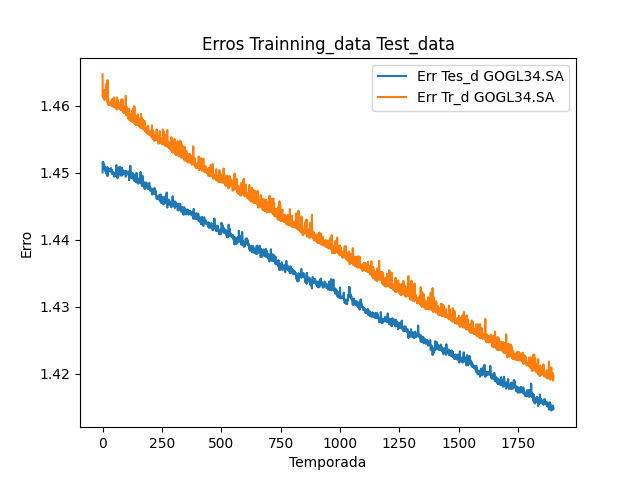 Erros Trainning_data Test_data
Err Tes_d GOGL34.SA
Err Tr_d GOGL34.SA
1.46
1.45
1.44
1.43
1.42
Erro
0 250 500 750 1000 1250 1500 1750
Temporada